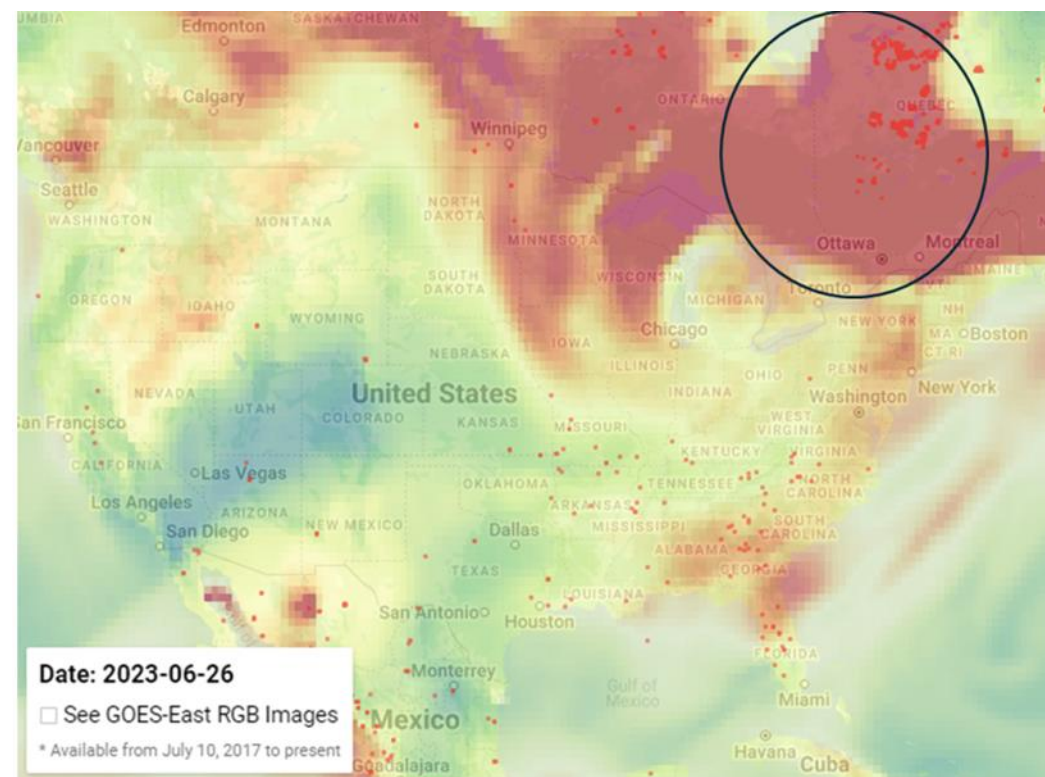 UMBIA
Edmonton
SASKATCHEWAN
Calgary
ONTARIO
QUEBEC
Winnipeg
Vancouver
Seattle
WASHINGTON
MONTANA
NORTH
DAKOTA
MINNESOTA
Ottawa
Montreal
MAINE
SOUTH
DAKOTA
WISCONSIN
MICHIGAN
Toronto
VT
NH
OREGON
IDAHO
WYOMING
NEW YORK
MA
Boston
CT RI
Chicago
IOWA
NEBRASKA
ILLINOIS
INDIANA
OHIO
PENN
New York
NEVADA
UTAH
United States
Washington
COLORADO
KANSAS
MISSOURI
WEST
VIRGINIA
San Francisco
KENTUCKY
VIRGINIA
CALIFORNIA
Las Vegas
OKLAHOMA
TENNESSEE
NORTH
CAROLINA
Los Angeles
ARIZONA
NEW MEXICO
ARKANSAS
MISSISSIPPI
SOUTH
CAROLINA
San Diego
Dallas
ALABAMA
GEORGIA
TEXAS
LOUISIANA
San Antonio
Houston
FLORIDA
Monterrey
Gulf of
Mexico
Miami
Mexico
Havana
Cuba
Guadalajara
Date: 2023-06-26
See GOES-East RGB Images
* Available from July 10, 2017 to present